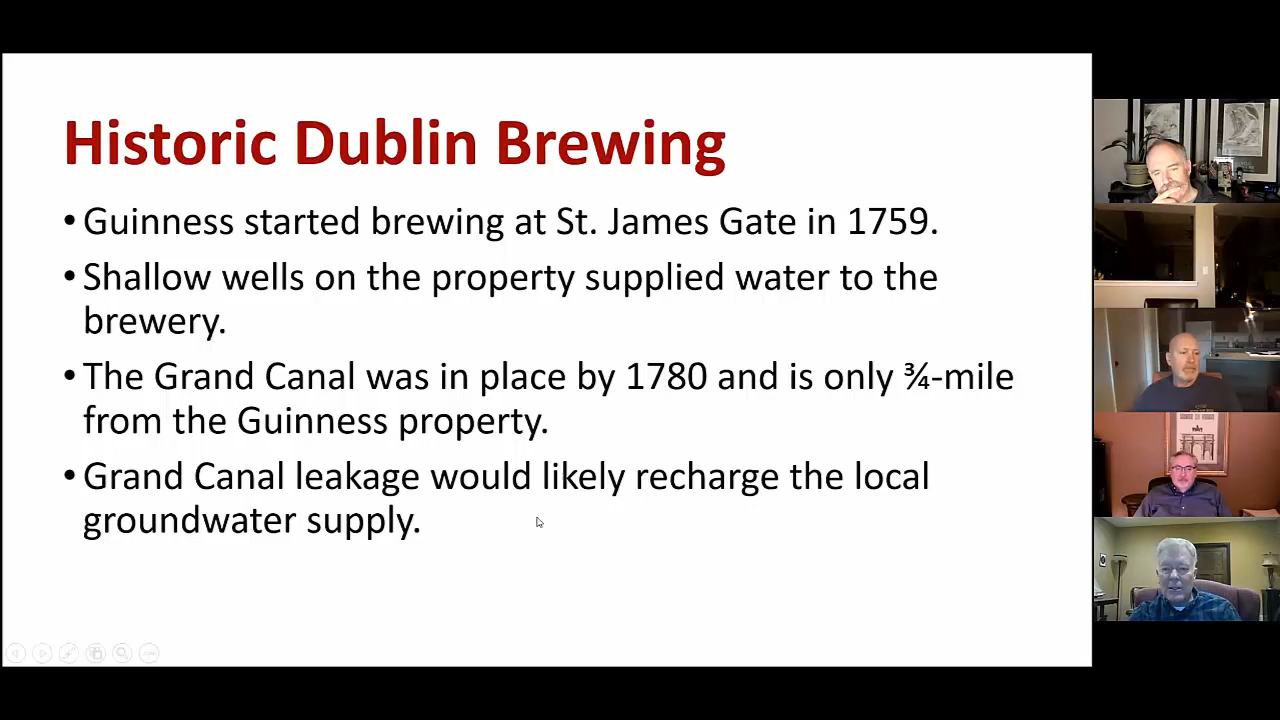 Historic Dublin Brewing
• Guinness started brewing at St. James Gate in 1759.
• Shallow wells on the property supplied water to the
brewery.
• The Grand Canal was in place by 1780 and is only ¾-mile
from the Guinness property.
• Grand Canal leakage would likely recharge the local
groundwater supply.